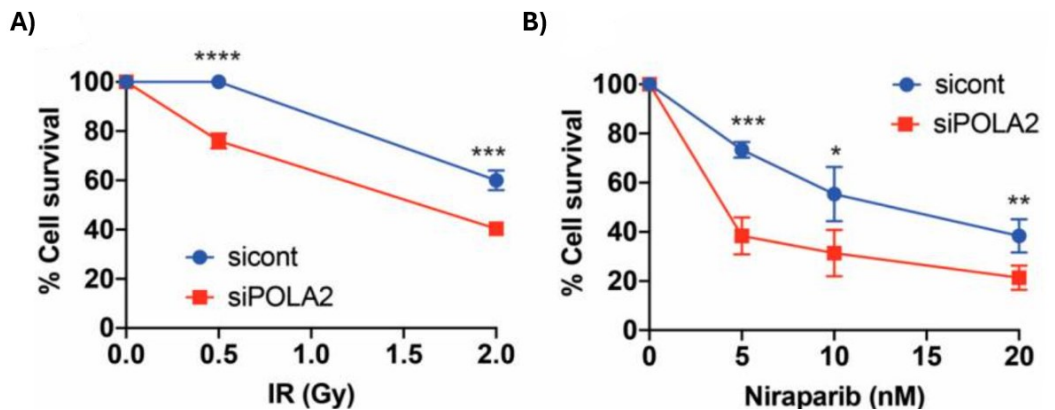 A)
****
100
80
60
40
20
0
***
sicont
siPOLA2
% Cell survival
0.0 0.5 1.0 1.5 2.0
IR (Gy)
B)
100
80
60
40
20
0
***
*
**
sicont
siPOLA2
% Cell survival
0 5 10 15 20
Niraparib (nM)